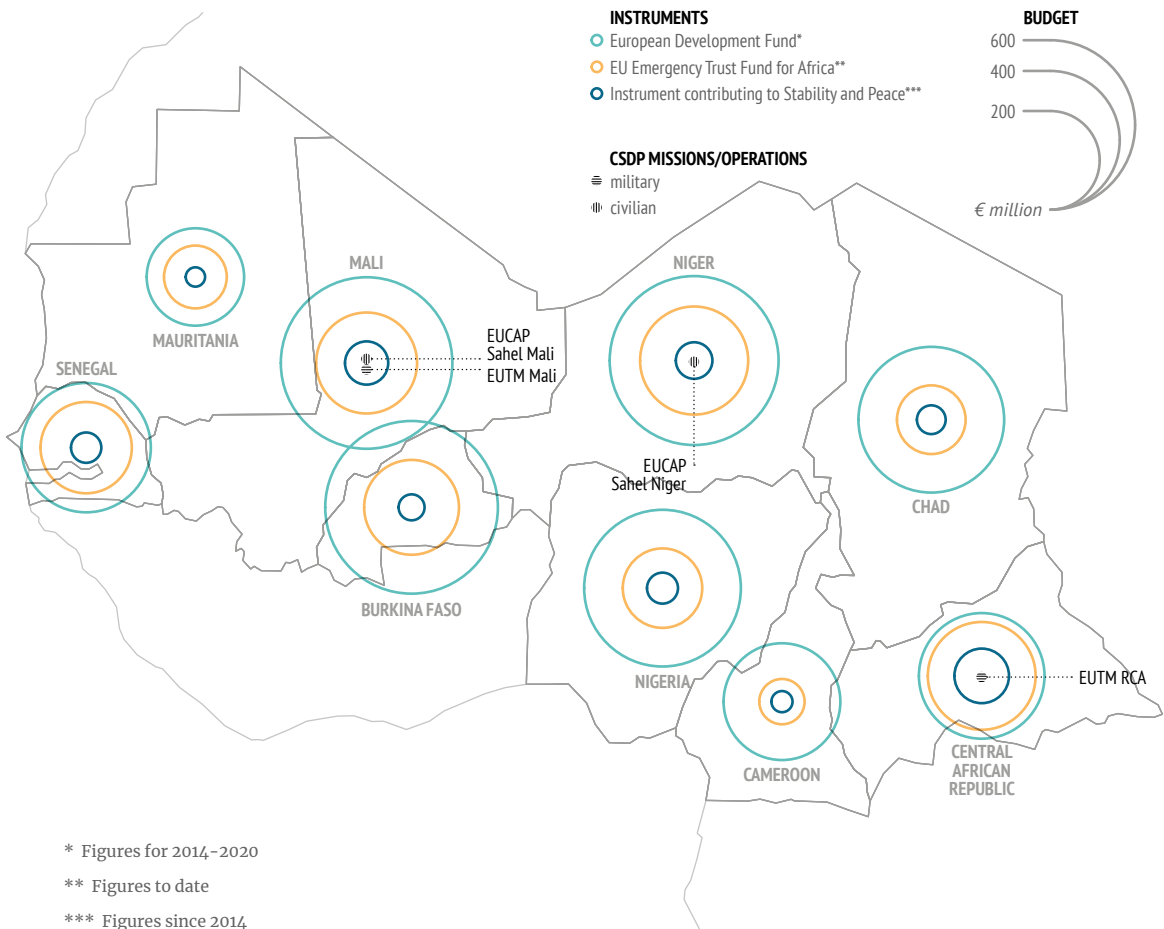 INSTRUMENTS
European Development Fund*
EU Emergency Trust Fund for Africa**
Instrument contributing to Stability and Peace***
CSDP MISSIONS/OPERATIONS
military
civilian
BUDGET
600
400
200
€ million
MALI
NIGER
MAURITANIA
EUCAP
Sahel Mali
EUTM Mali
SENEGAL
EUCAP
Sahel Niger
CHAD
BURKINA FASO
NIGERIA
EUTM RCA
CAMEROON
CENTRAL
AFRICAN
REPUBLIC
* Figures for 2014-2020
** Figures to date
*** Figures since 2014